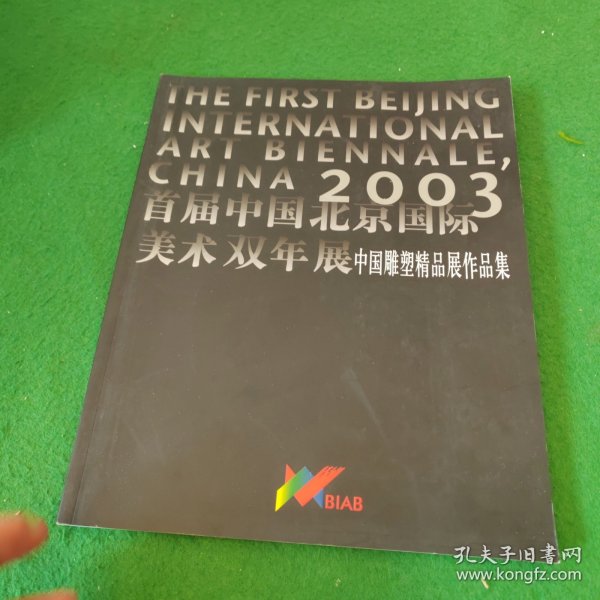 THE FIRST BEIJING
INTERNATIONAL
ART BIENNALE,
CHINA 2003
首届中国北京国际
美术双年展中国雕塑精品展作品集
BIAB
孔夫子旧书网
www.kongfz.com